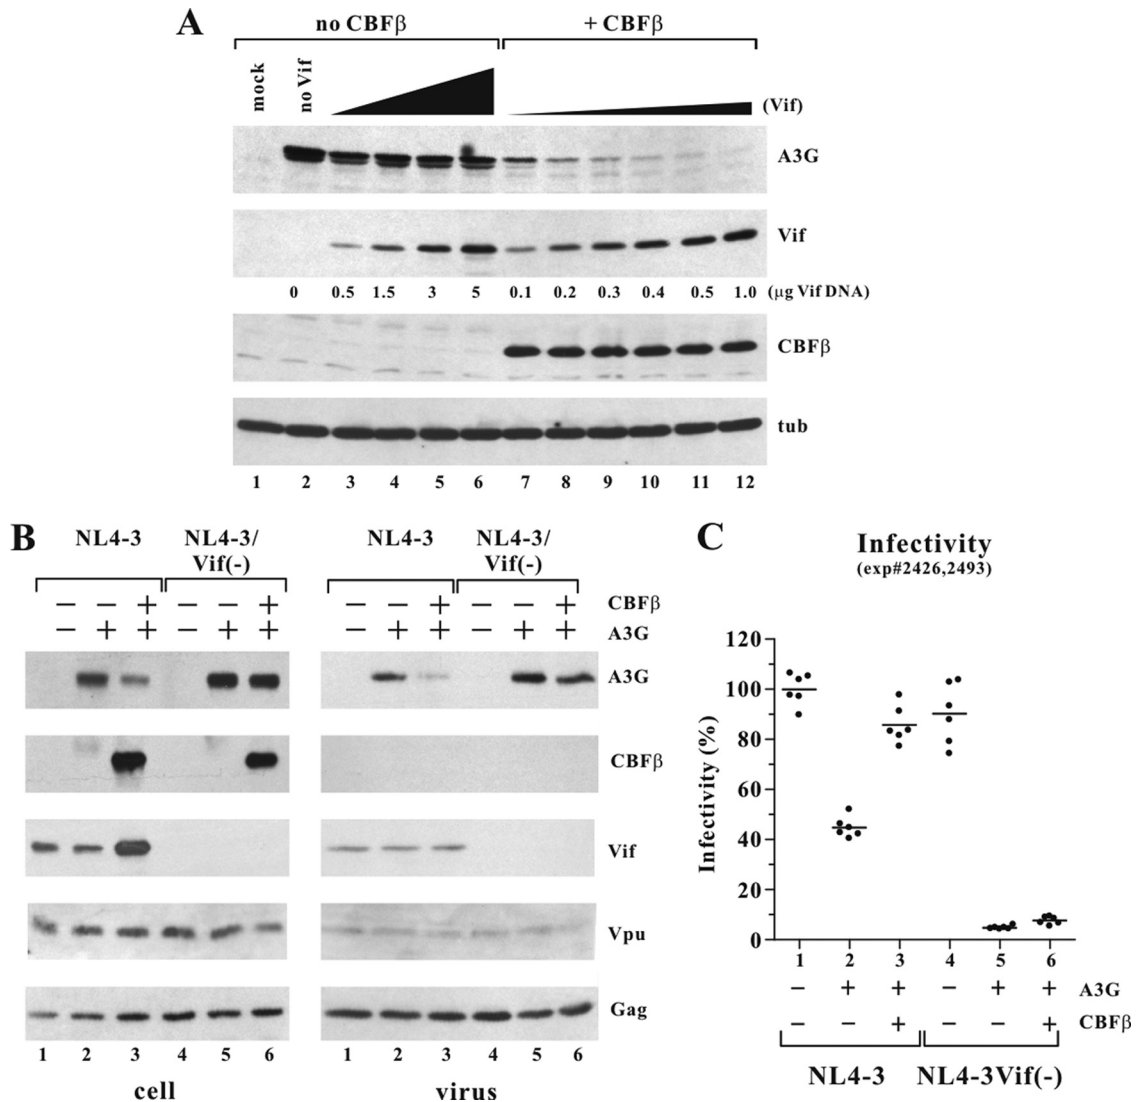 A
no CBFβ + CBFβ
mock no Vif (Vif)
A3G
Vif
0 0.5 1.5 3 5 0.1 0.2 0.3 0.4 0.5 1.0 (μg Vif DNA)
CBFβ
tub
1 2 3 4 5 6 7 8 9 10 11 12
B
NL4-3 NL4-3/ Vif(-) NL4-3 NL4-3/ Vif(-)
− − + − − + − − + − − + CBFβ
− + + − + + − + + − + + A3G
A3G
CBFβ
Vif
Vpu
Gag
1 2 3 4 5 6 1 2 3 4 5 6
cell virus
C
Infectivity
(exp#2426,2493)
Infectivity (%)
120
100
80
60
40
20
0
1 2 3 4 5 6
− + + − + + A3G
− + − + CBFβ
NL4-3 NL4-3Vif(-)